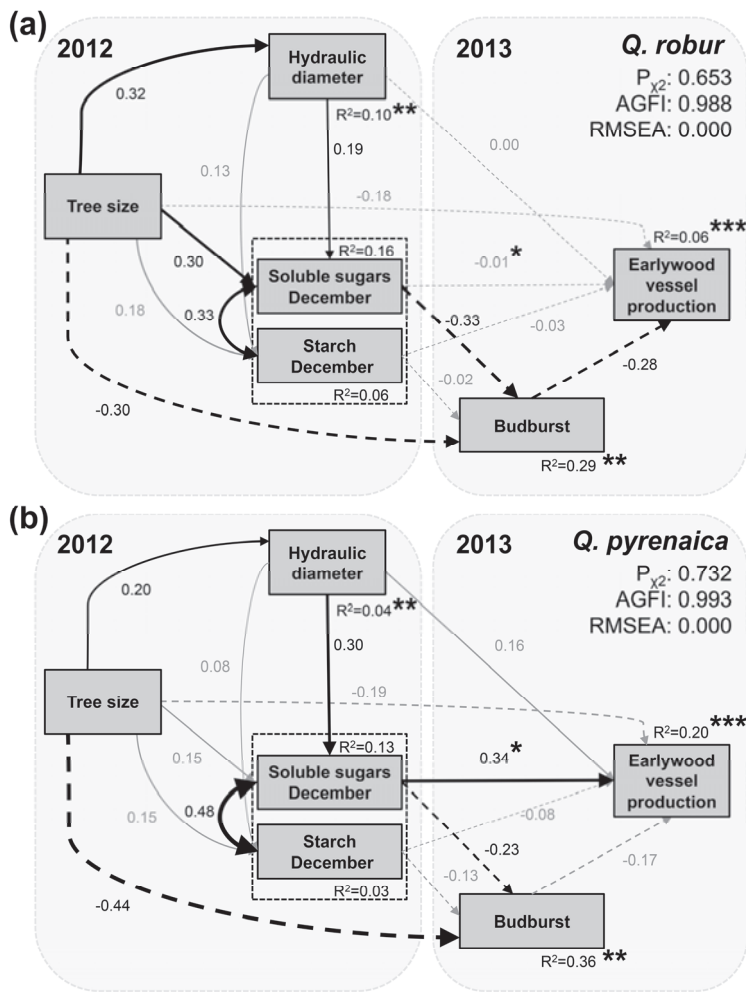 (a)
2012
2013
Q. robur
Hydraulic
diameter
P_χ2: 0.653
AGFI: 0.988
RMSEA: 0.000
R²=0.10**
0.32
0.19
0.00
0.13
-0.18
Tree size
R²=0.06***
R²=0.16
0.30
-0.01*
Soluble sugars
December
Earlywood
vessel
production
0.18
0.33
-0.33
-0.03
Starch
December
-0.02
-0.28
R²=0.06
-0.30
Budburst
R²=0.29**
(b)
2012
2013
Q. pyrenaica
Hydraulic
diameter
P_χ2: 0.732
AGFI: 0.993
RMSEA: 0.000
R²=0.04**
0.20
0.30
0.16
0.08
-0.19
Tree size
R²=0.20***
R²=0.13
0.15
0.34*
Soluble sugars
December
Earlywood
vessel
production
0.15
0.48
-0.08
-0.23
Starch
December
-0.13
-0.17
R²=0.03
-0.44
Budburst
R²=0.36**